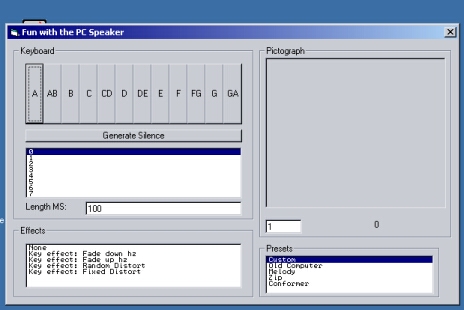 Fun with the PC Speaker
Keyboard
A AB B C CD D DE E F FG G GA
Generate Silence
0
1
2
3
4
5
6
7
Length MS: 100
Effects
None
Key effect: Fade down hz
Key effect: Fade up hz
Key effect: Random Distort
Key effect: Fixed Distort
Pictograph
1 0
Presets
Custom
Old Computer
Melody
Zip
Conformer
e